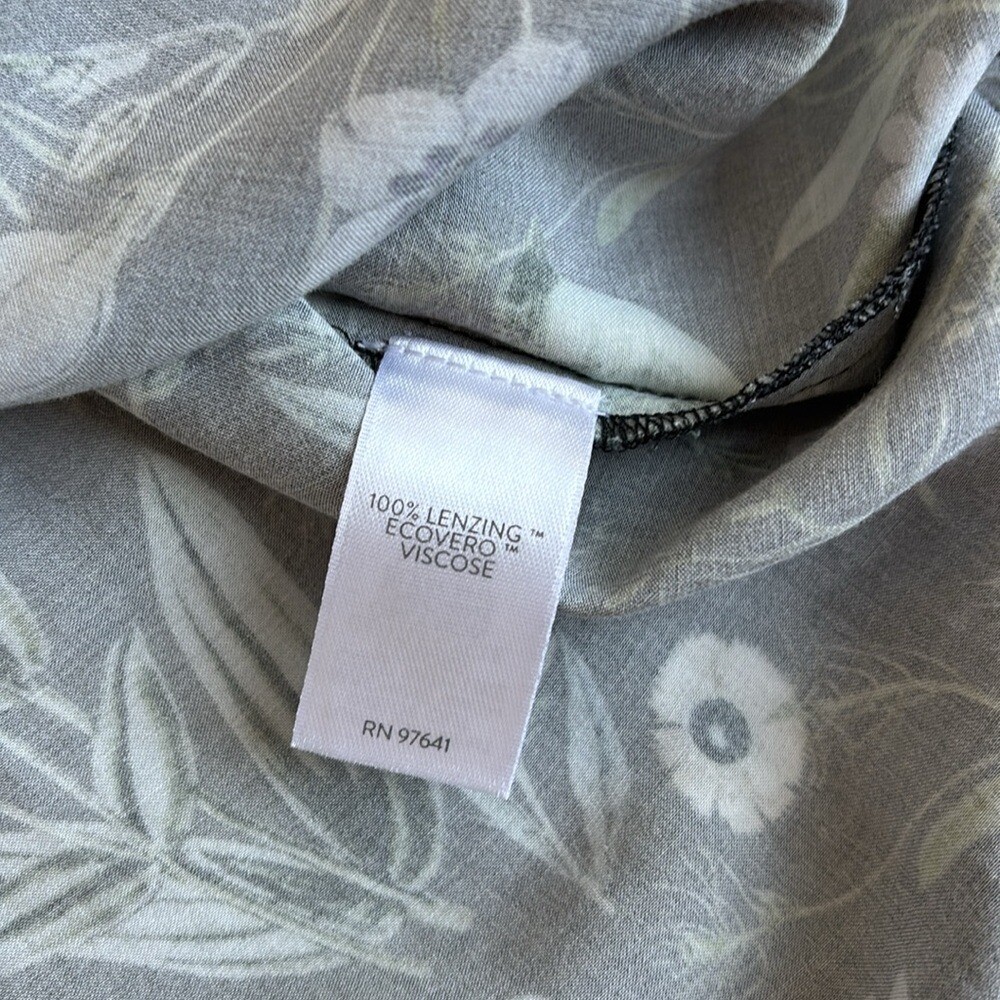 100% LENZING ™
ECOVERO ™
VISCOSE
RN 97641